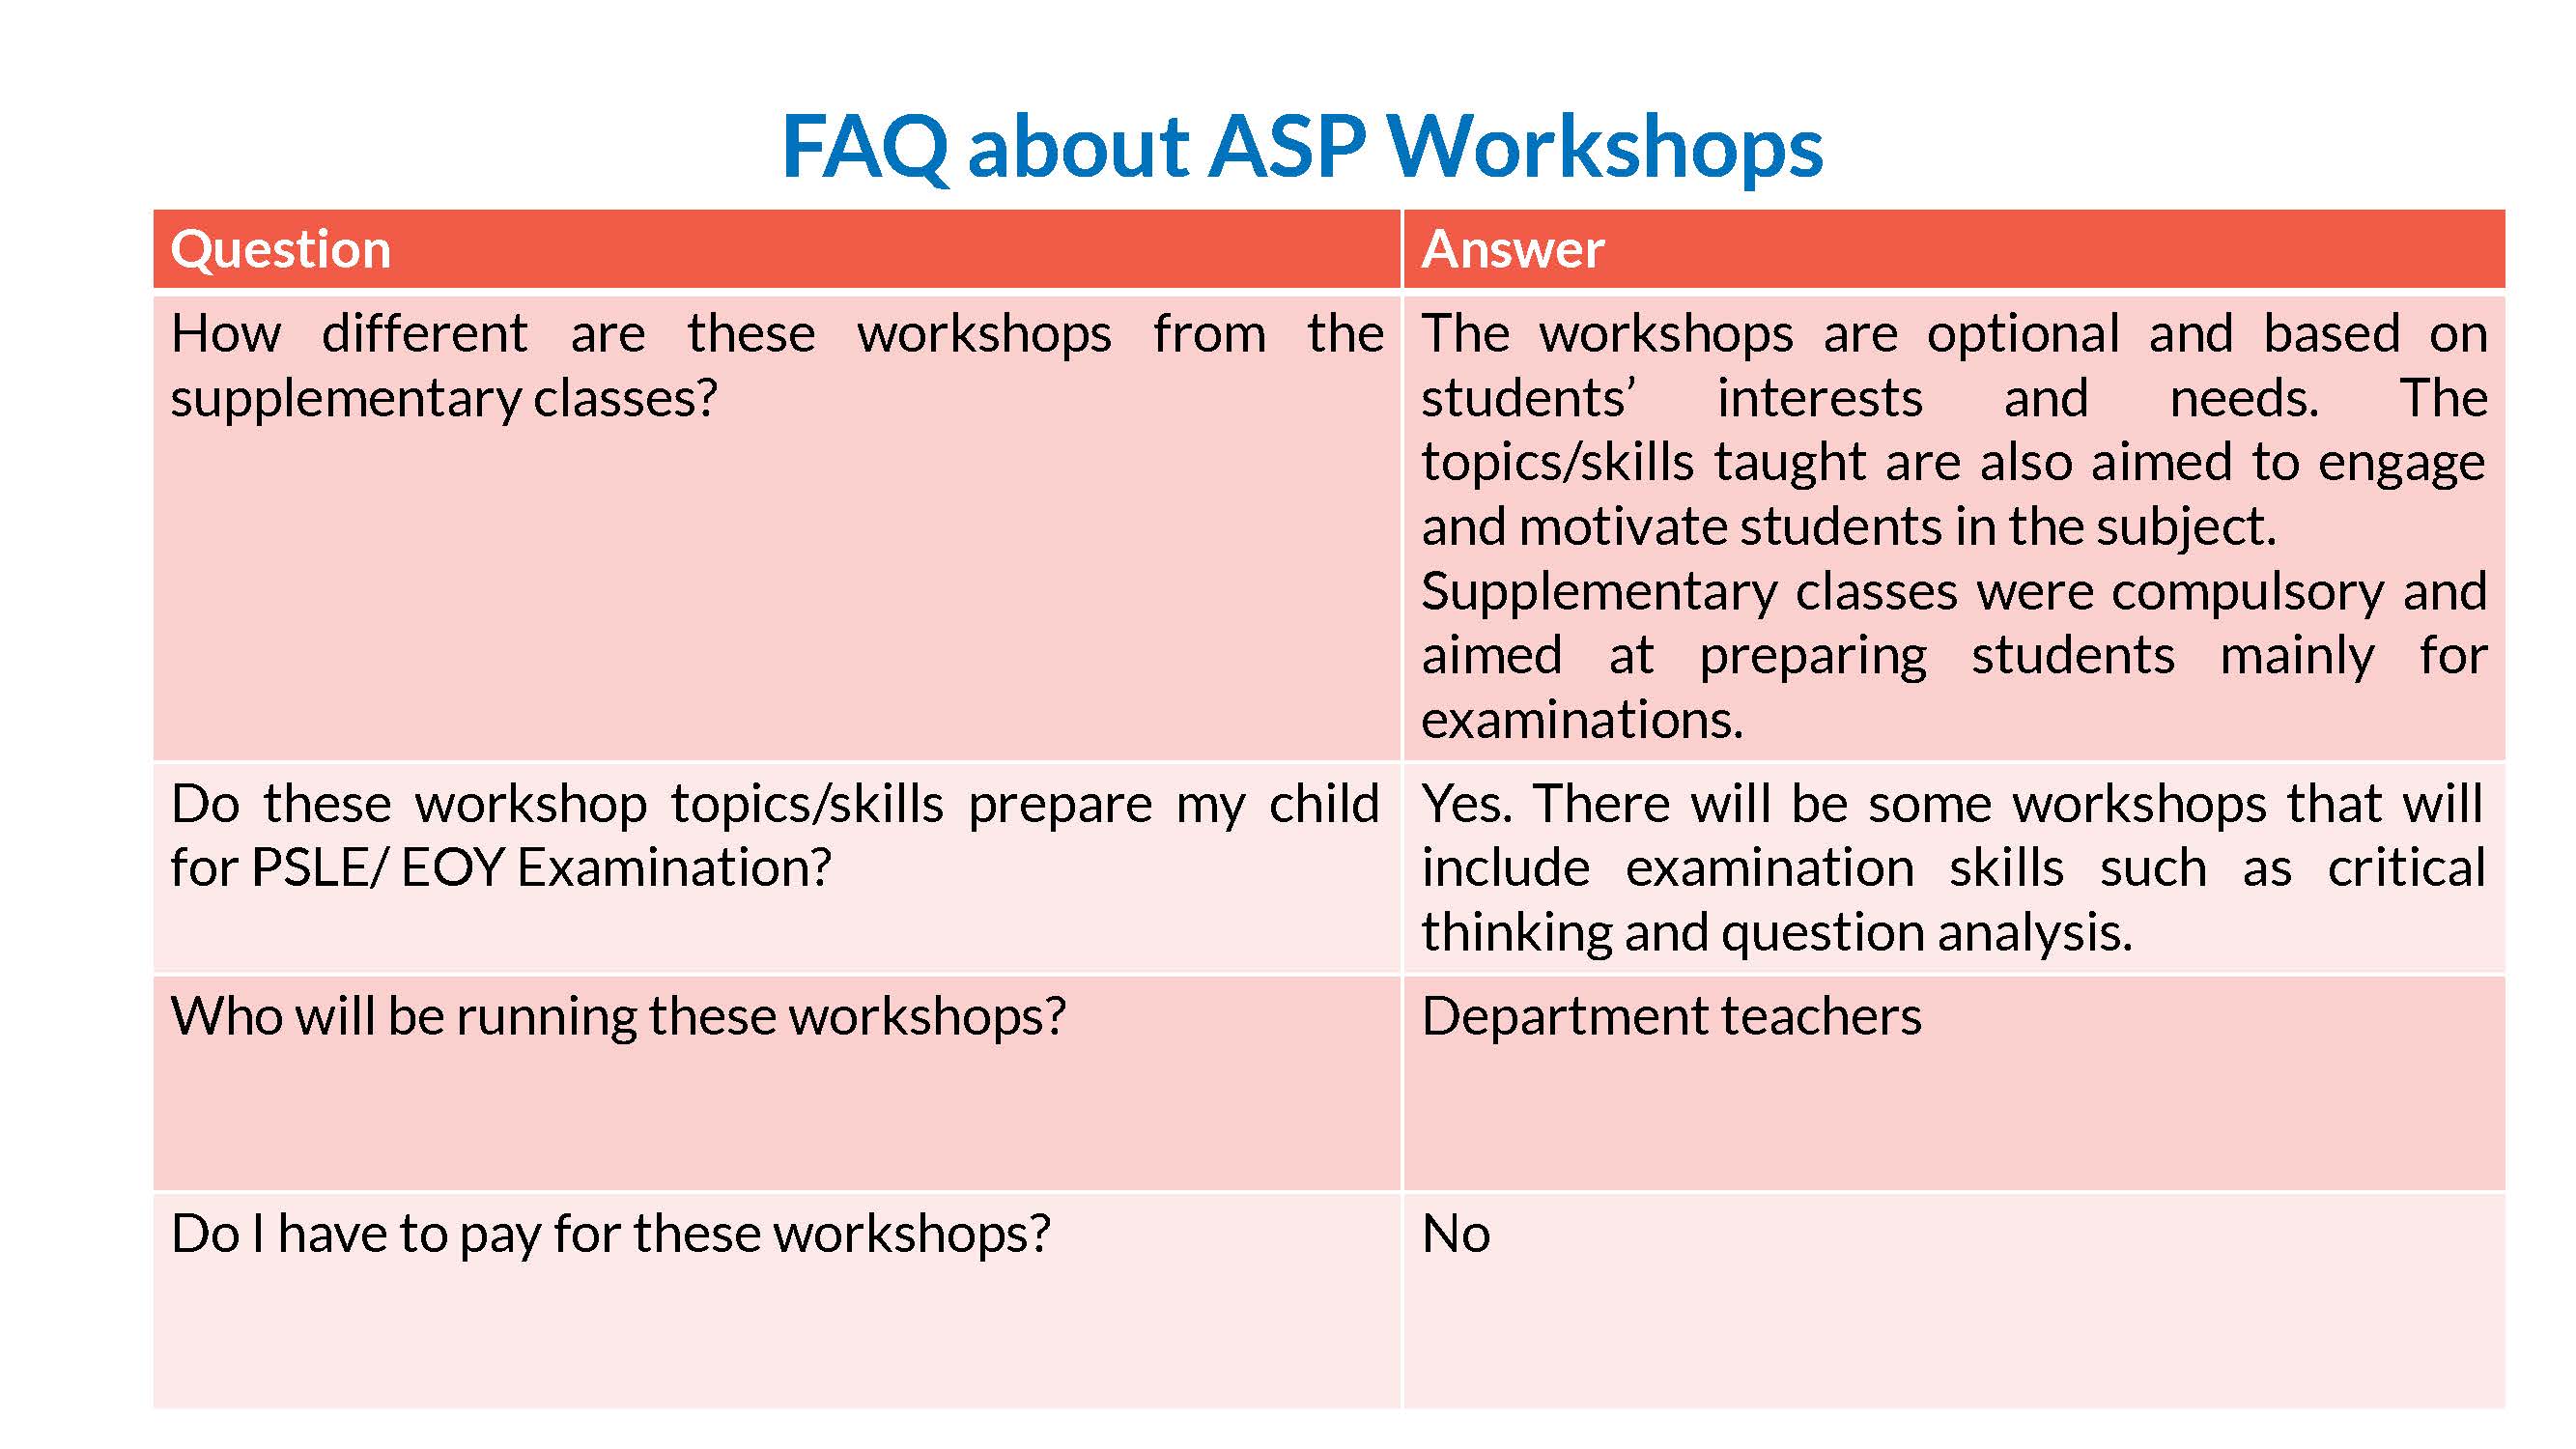 FAQ about ASP Workshops
Question
Answer
How different are these workshops from the
supplementary classes?
The workshops are optional and based on
students’ interests and needs. The
topics/skills taught are also aimed to engage
and motivate students in the subject.
Supplementary classes were compulsory and
aimed at preparing students mainly for
examinations.
Do these workshop topics/skills prepare my child
for PSLE/ EOY Examination?
Yes. There will be some workshops that will
include examination skills such as critical
thinking and question analysis.
Who will be running these workshops?
Department teachers
Do I have to pay for these workshops?
No